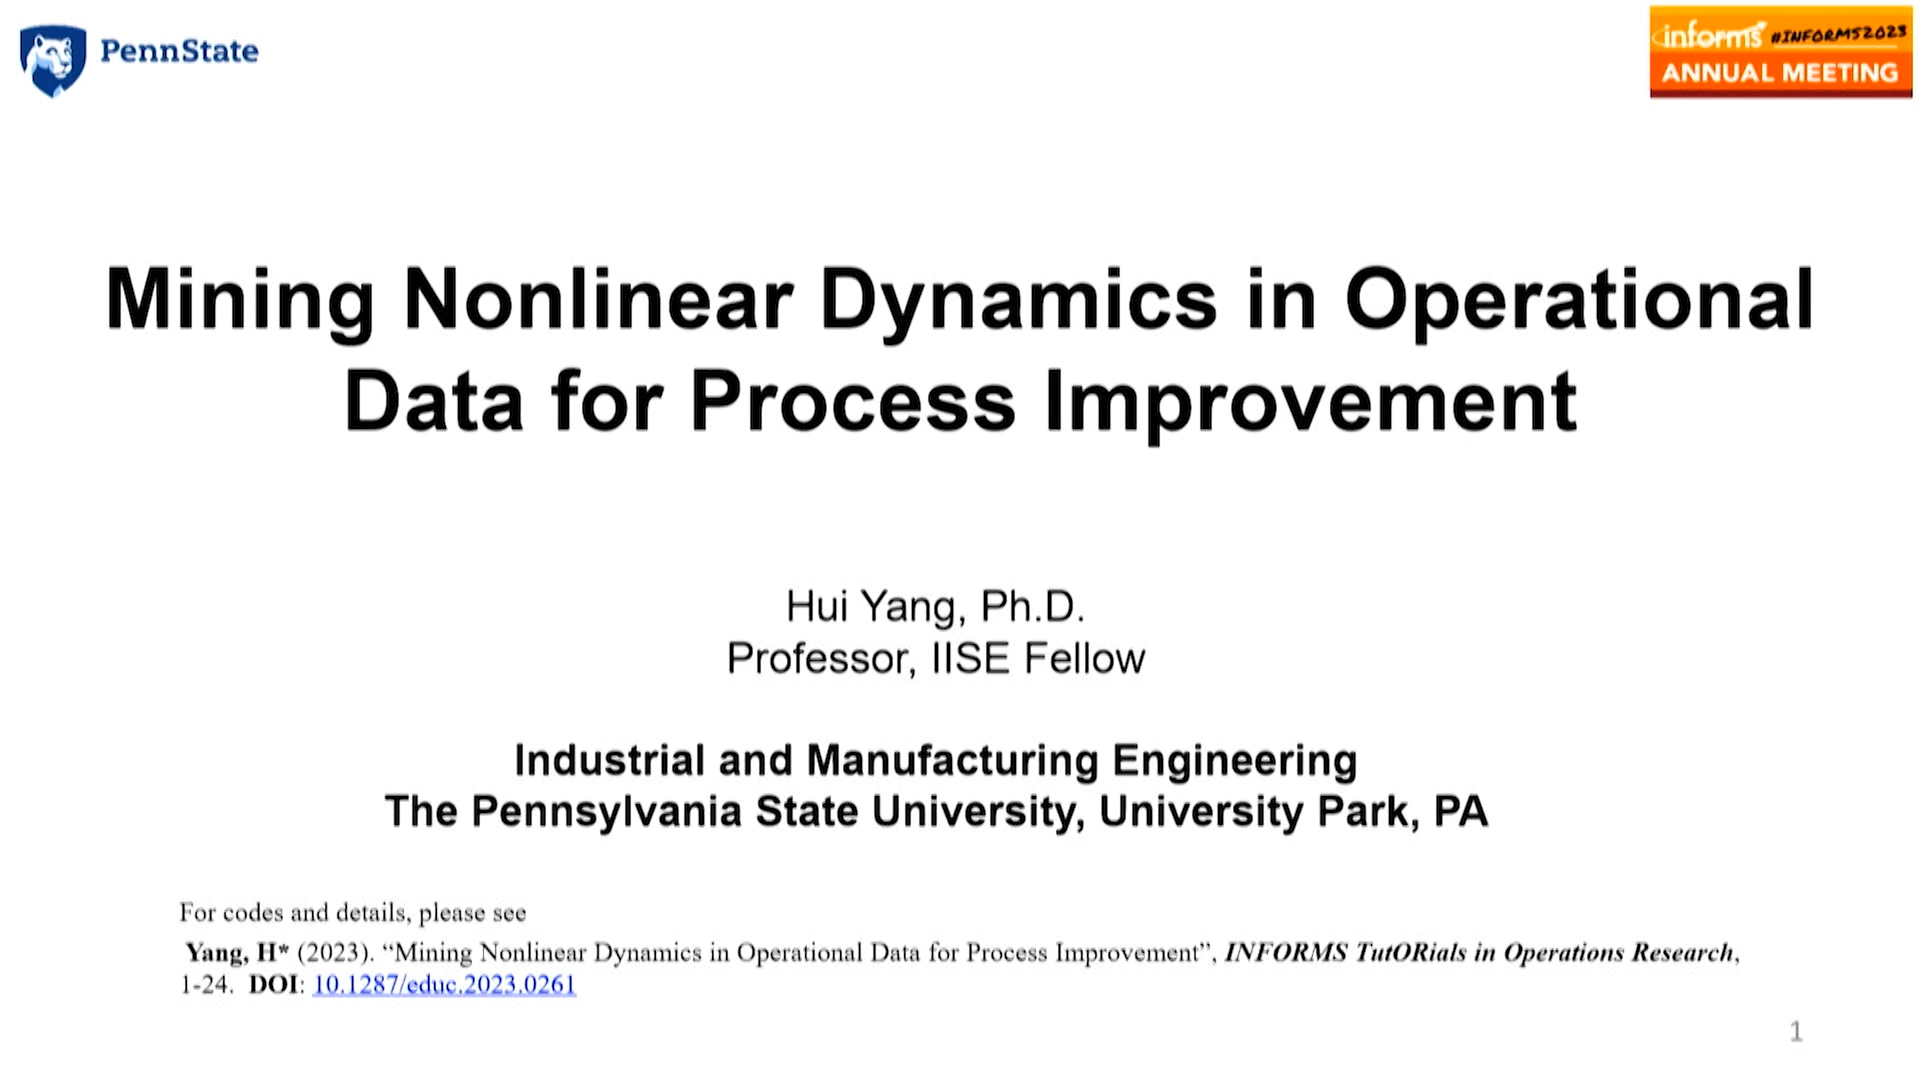 PennState
informs #INFORMS2023
ANNUAL MEETING
Mining Nonlinear Dynamics in Operational
Data for Process Improvement
Hui Yang, Ph.D.
Professor, IISE Fellow
Industrial and Manufacturing Engineering
The Pennsylvania State University, University Park, PA
For codes and details, please see
Yang, H* (2023). “Mining Nonlinear Dynamics in Operational Data for Process Improvement”, INFORMS TutORials in Operations Research,
1-24. DOI: 10.1287/educ.2023.0261
1